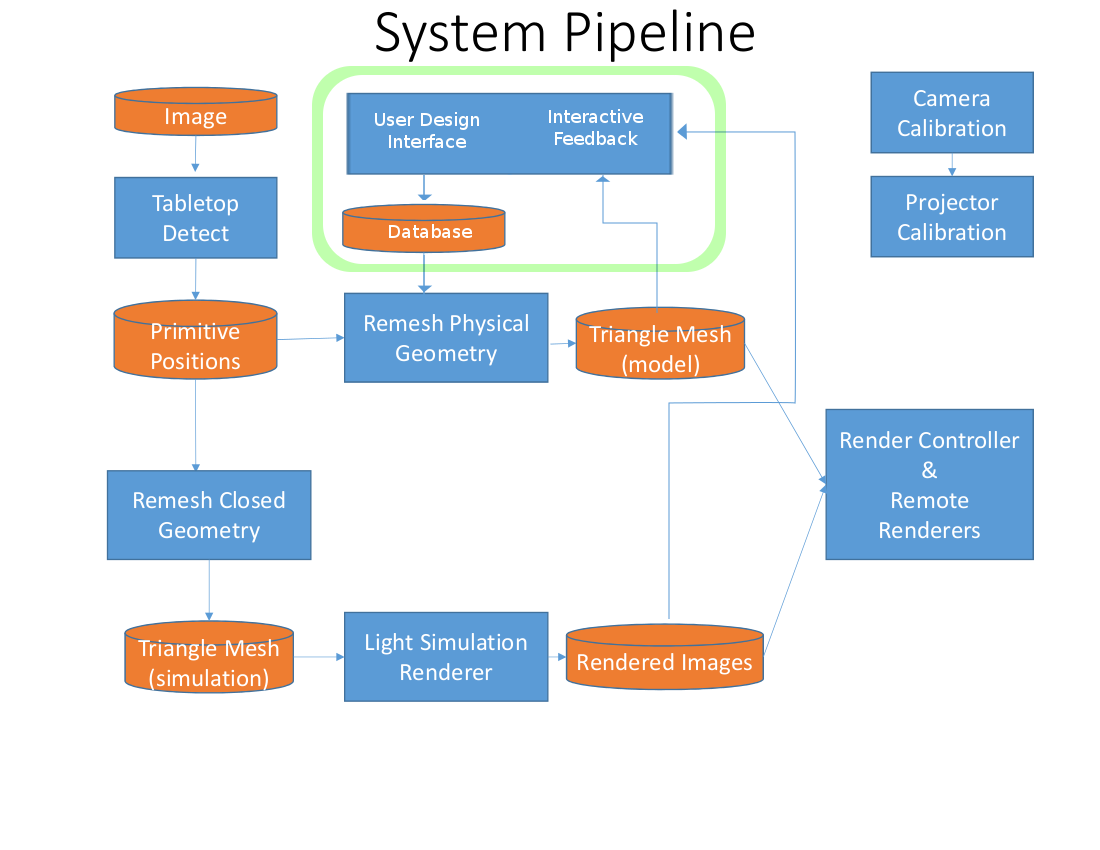 System Pipeline
Image
Tabletop
Detect
Primitive
Positions
Remesh Closed
Geometry
Triangle Mesh
(simulation)
User Design
Interface
Interactive
Feedback
Database
Remesh Physical
Geometry
Triangle Mesh
(model)
Light Simulation
Renderer
Rendered Images
Camera
Calibration
Projector
Calibration
Render Controller
&
Remote
Renderers